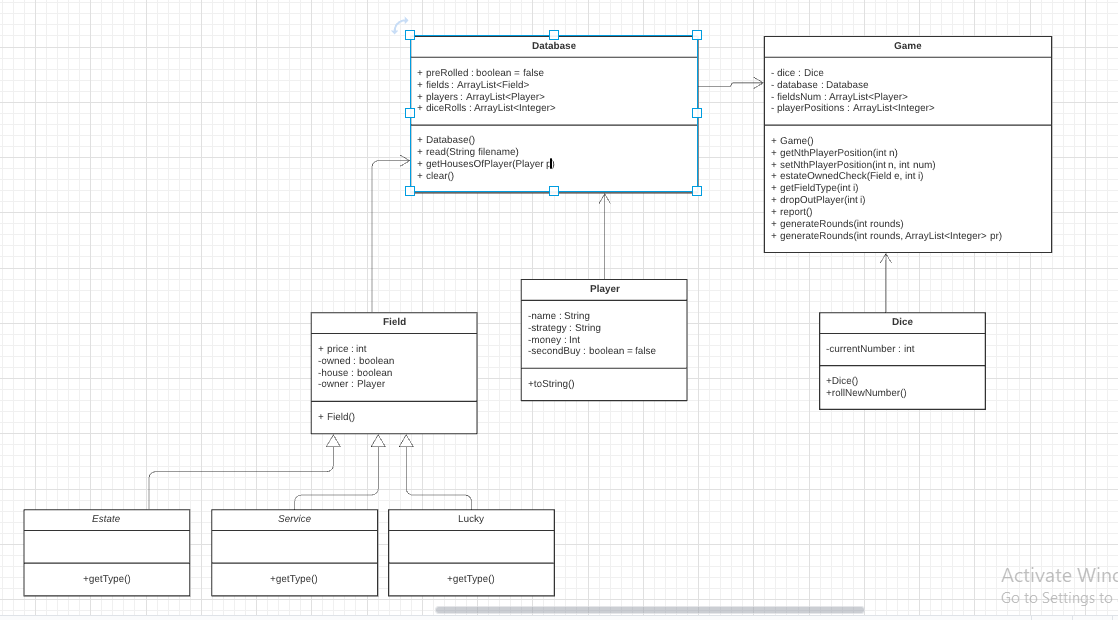 Database
+ preRolled : boolean = false
+ fields : ArrayList<Field>
+ players : ArrayList<Player>
+ diceRolls : ArrayList<Integer>
+ Database()
+ read(String filename)
+ getHousesOfPlayer(Player p)
+ clear()
Game
- dice : Dice
- database : Database
- fieldsNum : ArrayList<Player>
- playerPositions : ArrayList<Integer>
+ Game()
+ getNthPlayerPosition(int n)
+ setNthPlayerPosition(int n, int num)
+ estateOwnedCheck(Field e, int i)
+ getFieldType(int i)
+ dropOutPlayer(int i)
+ report()
+ generateRounds(int rounds)
+ generateRounds(int rounds, ArrayList<Integer> pr)
Player
-name : String
-strategy : String
-money : Int
-secondBuy : boolean = false
+toString()
Field
+ price : int
-owned : boolean
-house : boolean
-owner : Player
+ Field()
Dice
-currentNumber : int
+Dice()
+rollNewNumber()
Estate
+getType()
Service
+getType()
Lucky
+getType()
Activate Wind
Go to Settings to